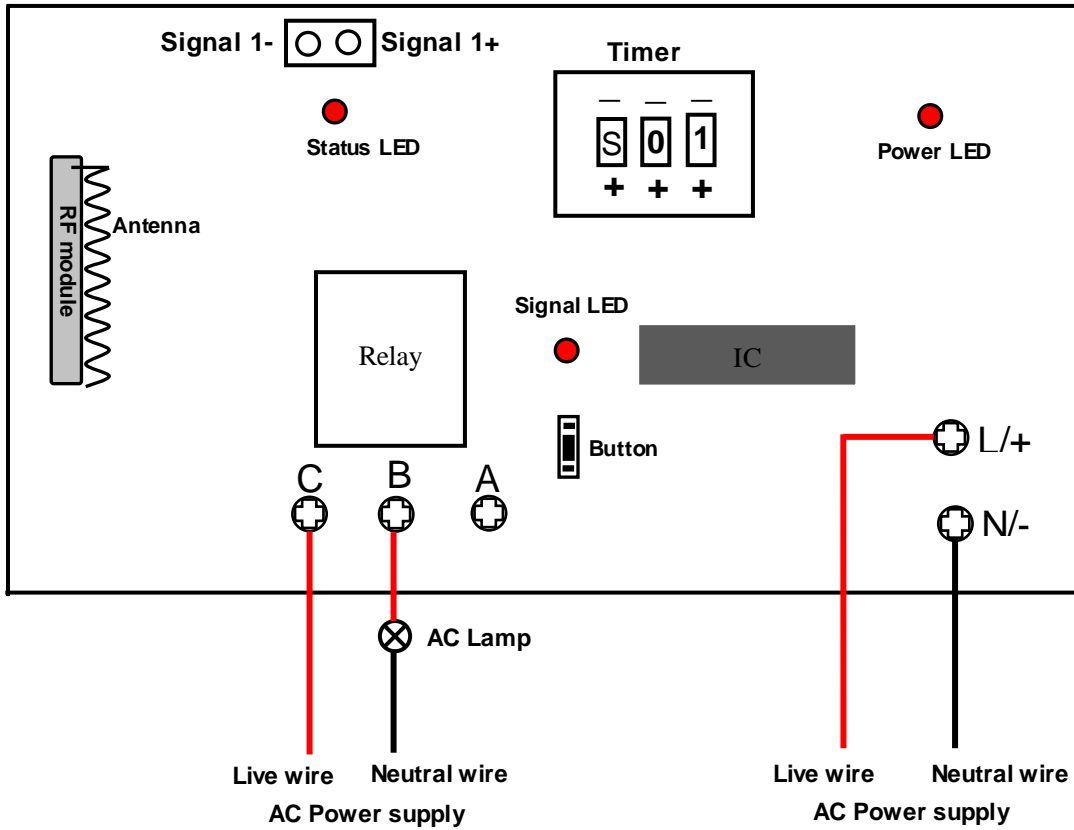 Signal 1- Signal 1+
Timer
— — —
S 0 1
+ + +
Status LED
Power LED
RF module
Antenna
Signal LED
Relay
IC
Button
L/+
C B A
N/-
AC Lamp
Live wire Neutral wire
AC Power supply
Live wire Neutral wire
AC Power supply